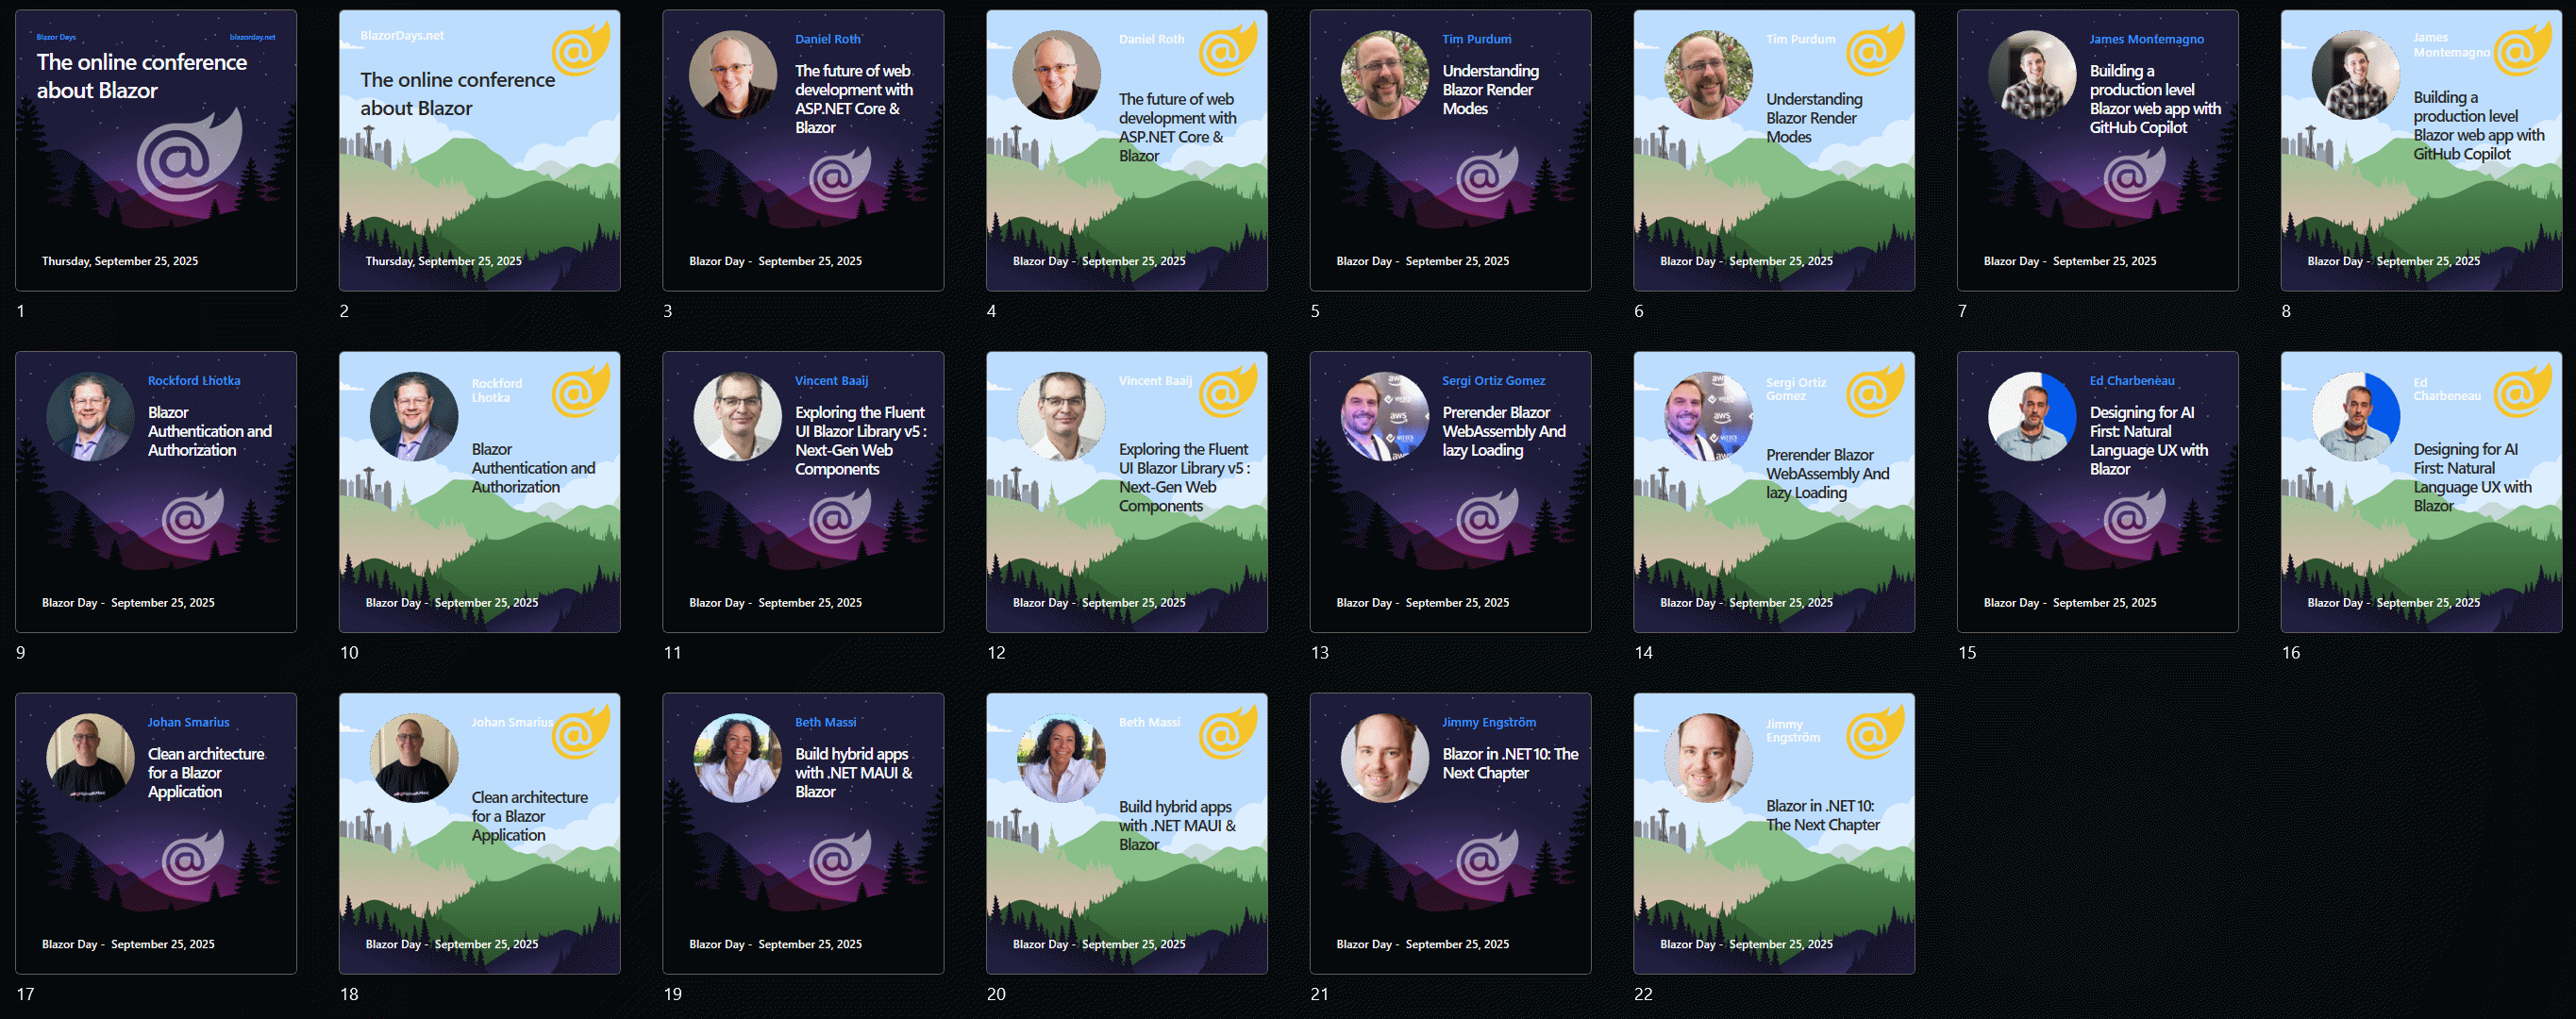 Blazor Days
blazorday.net
The online conference
about Blazor
Thursday, September 25, 2025
1
BlazorDays.net
The online conference
about Blazor
Thursday, September 25, 2025
2
Daniel Roth
The future of web
development with
ASP.NET Core &
Blazor
Blazor Day - September 25, 2025
3
Daniel Roth
The future of web
development with
ASP.NET Core &
Blazor
Blazor Day - September 25, 2025
4
Tim Purdum
Understanding
Blazor Render
Modes
Blazor Day - September 25, 2025
5
Tim Purdum
Understanding
Blazor Render
Modes
Blazor Day - September 25, 2025
6
James Montemagno
Building a
production level
Blazor web app with
GitHub Copilot
Blazor Day - September 25, 2025
7
James
Montemagno
Building a
production level
Blazor web app with
GitHub Copilot
Blazor Day - September 25, 2025
8
Rockford Lhotka
Blazor
Authentication and
Authorization
Blazor Day - September 25, 2025
9
Rockford
Lhotka
Blazor
Authentication and
Authorization
Blazor Day - September 25, 2025
10
Vincent Baaij
Exploring the Fluent
UI Blazor Library v5 :
Next-Gen Web
Components
Blazor Day - September 25, 2025
11
Vincent Baaij
Exploring the Fluent
UI Blazor Library v5 :
Next-Gen Web
Components
Blazor Day - September 25, 2025
12
Sergi Ortiz Gomez
aws
Prerender Blazor
WebAssembly And
lazy Loading
Blazor Day - September 25, 2025
13
Sergi Ortiz
Gomez
aws
Prerender Blazor
WebAssembly And
lazy Loading
Blazor Day - September 25, 2025
14
Ed Charbeneau
Designing for AI
First: Natural
Language UX with
Blazor
Blazor Day - September 25, 2025
15
Ed
Charbeneau
Designing for AI
First: Natural
Language UX with
Blazor
Blazor Day - September 25, 2025
16
Johan Smarius
Clean architecture
for a Blazor
Application
Blazor Day - September 25, 2025
17
Johan Smarius
Clean architecture
for a Blazor
Application
Blazor Day - September 25, 2025
18
Beth Massi
Build hybrid apps
with .NET MAUI &
Blazor
Blazor Day - September 25, 2025
19
Beth Massi
Build hybrid apps
with .NET MAUI &
Blazor
Blazor Day - September 25, 2025
20
Jimmy Engström
Blazor in .NET10: The
Next Chapter
Blazor Day - September 25, 2025
21
Jimmy
Engström
Blazor in .NET10:
The Next Chapter
Blazor Day - September 25, 2025
22